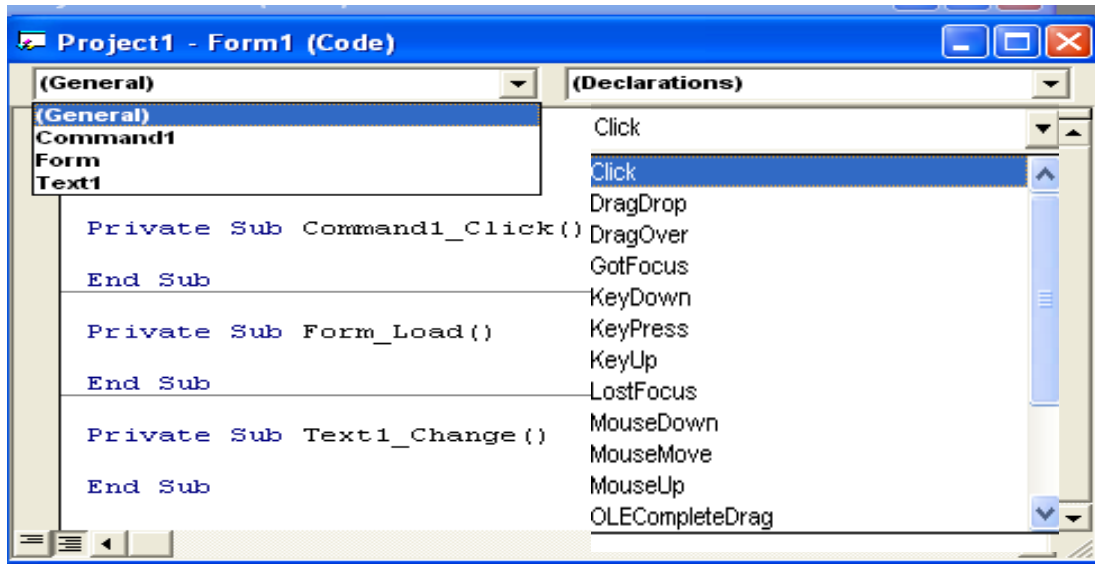 Project1 - Form1 (Code)
(General) (Declarations)
(General)
Command1
Form
Text1
Click
Click
DragDrop
DragOver
GotFocus
KeyDown
KeyPress
KeyUp
LostFocus
MouseDown
MouseMove
MouseUp
OLECompleteDrag
Private Sub Command1_Click()
End Sub
Private Sub Form_Load()
End Sub
Private Sub Text1_Change()
End Sub